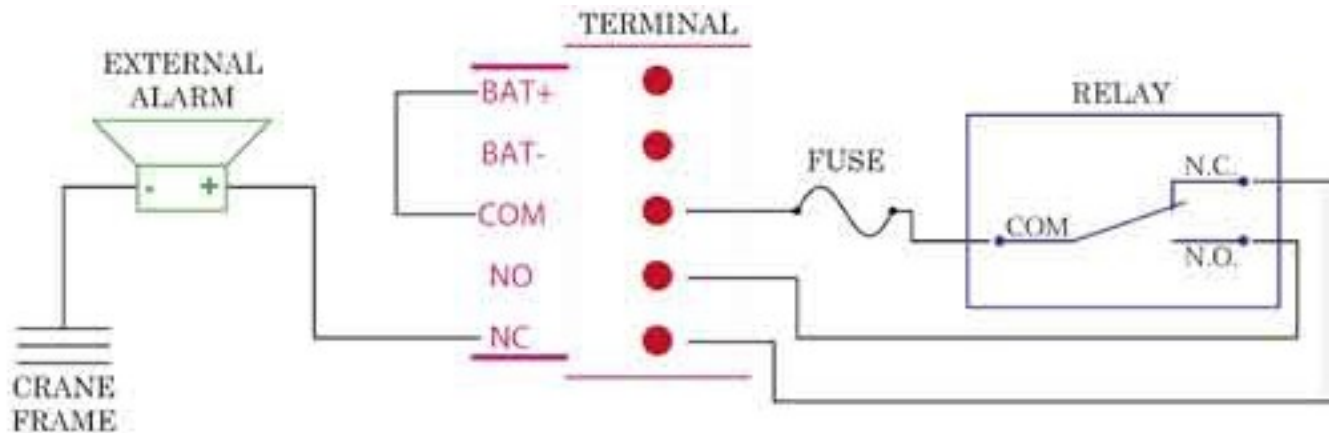 TERMINAL
EXTERNAL
ALARM
- +
BAT+
BAT-
COM
NO
NC
FUSE
RELAY
N.C.
COM
N.O.
CRANE
FRAME